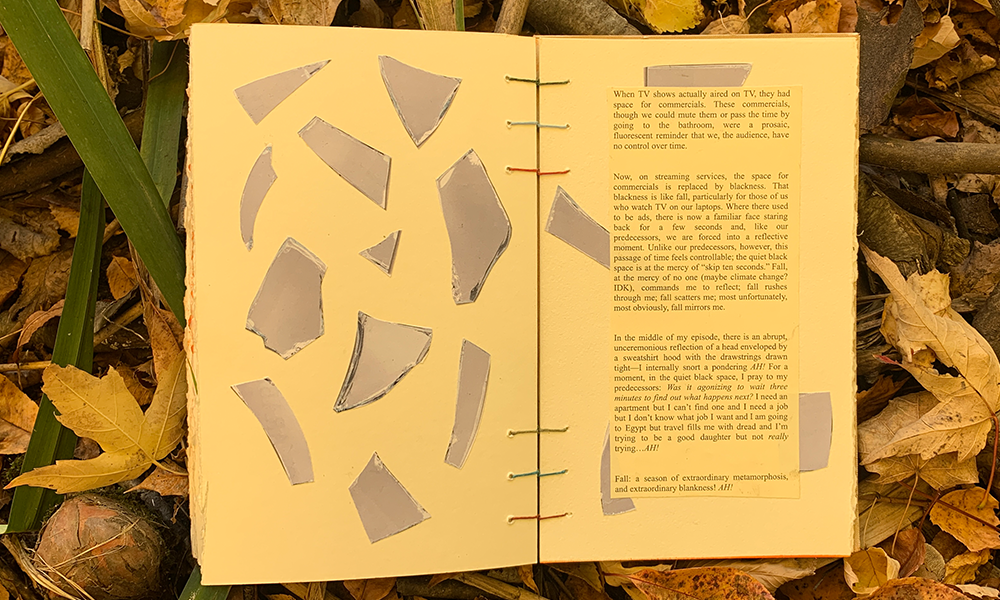 When TV shows actually aired on TV, they had
space for commercials. These commercials,
though we could mute them or pass the time by
going to the bathroom, were a prosaic,
fluorescent reminder that we, the audience, have
no control over time.
Now, on streaming services, the space for
commercials is replaced by blackness. That
blackness is like fall, particularly for those of us
who watch TV on our laptops. Where there used
to be ads, there is now a familiar face staring
back for a few seconds and, like our
predecessors, we are forced into a reflective
moment. Unlike our predecessors, however, this
passage of time feels controllable; the quiet black
space is at the mercy of “skip ten seconds.” Fall,
at the mercy of no one (maybe climate change?
IDK), commands me to reflect; fall rushes
through me; fall scatters me; most unfortunately,
most obviously, fall mirrors me.
In the middle of my episode, there is an abrupt,
unceremonious reflection of a head enveloped by
a sweatshirt hood with the drawstrings drawn
tight—I internally snort a pondering AH! For a
moment, in the quiet black space, I pray to my
predecessors: Was it agonizing to wait three
minutes to find out what happens next? I need an
apartment but I can’t find one and I need a job
but I don’t know what job I want and I am going
to Egypt but travel fills me with dread and I’m
trying to be a good daughter but not really
trying…AH!
Fall: a season of extraordinary metamorphosis,
and extraordinary blankness! AH!